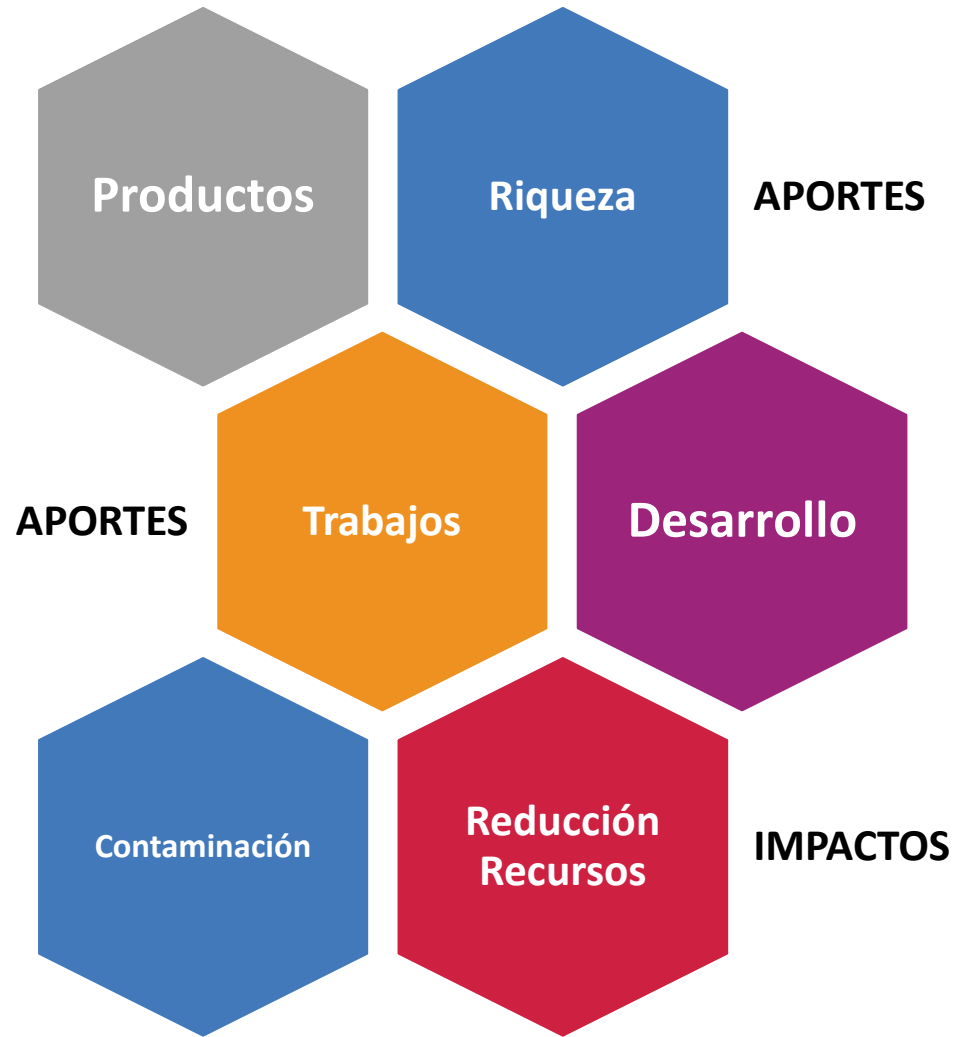 Productos
Riqueza
APORTES
APORTES
Trabajos
Desarrollo
Contaminación
Reducción
Recursos
IMPACTOS